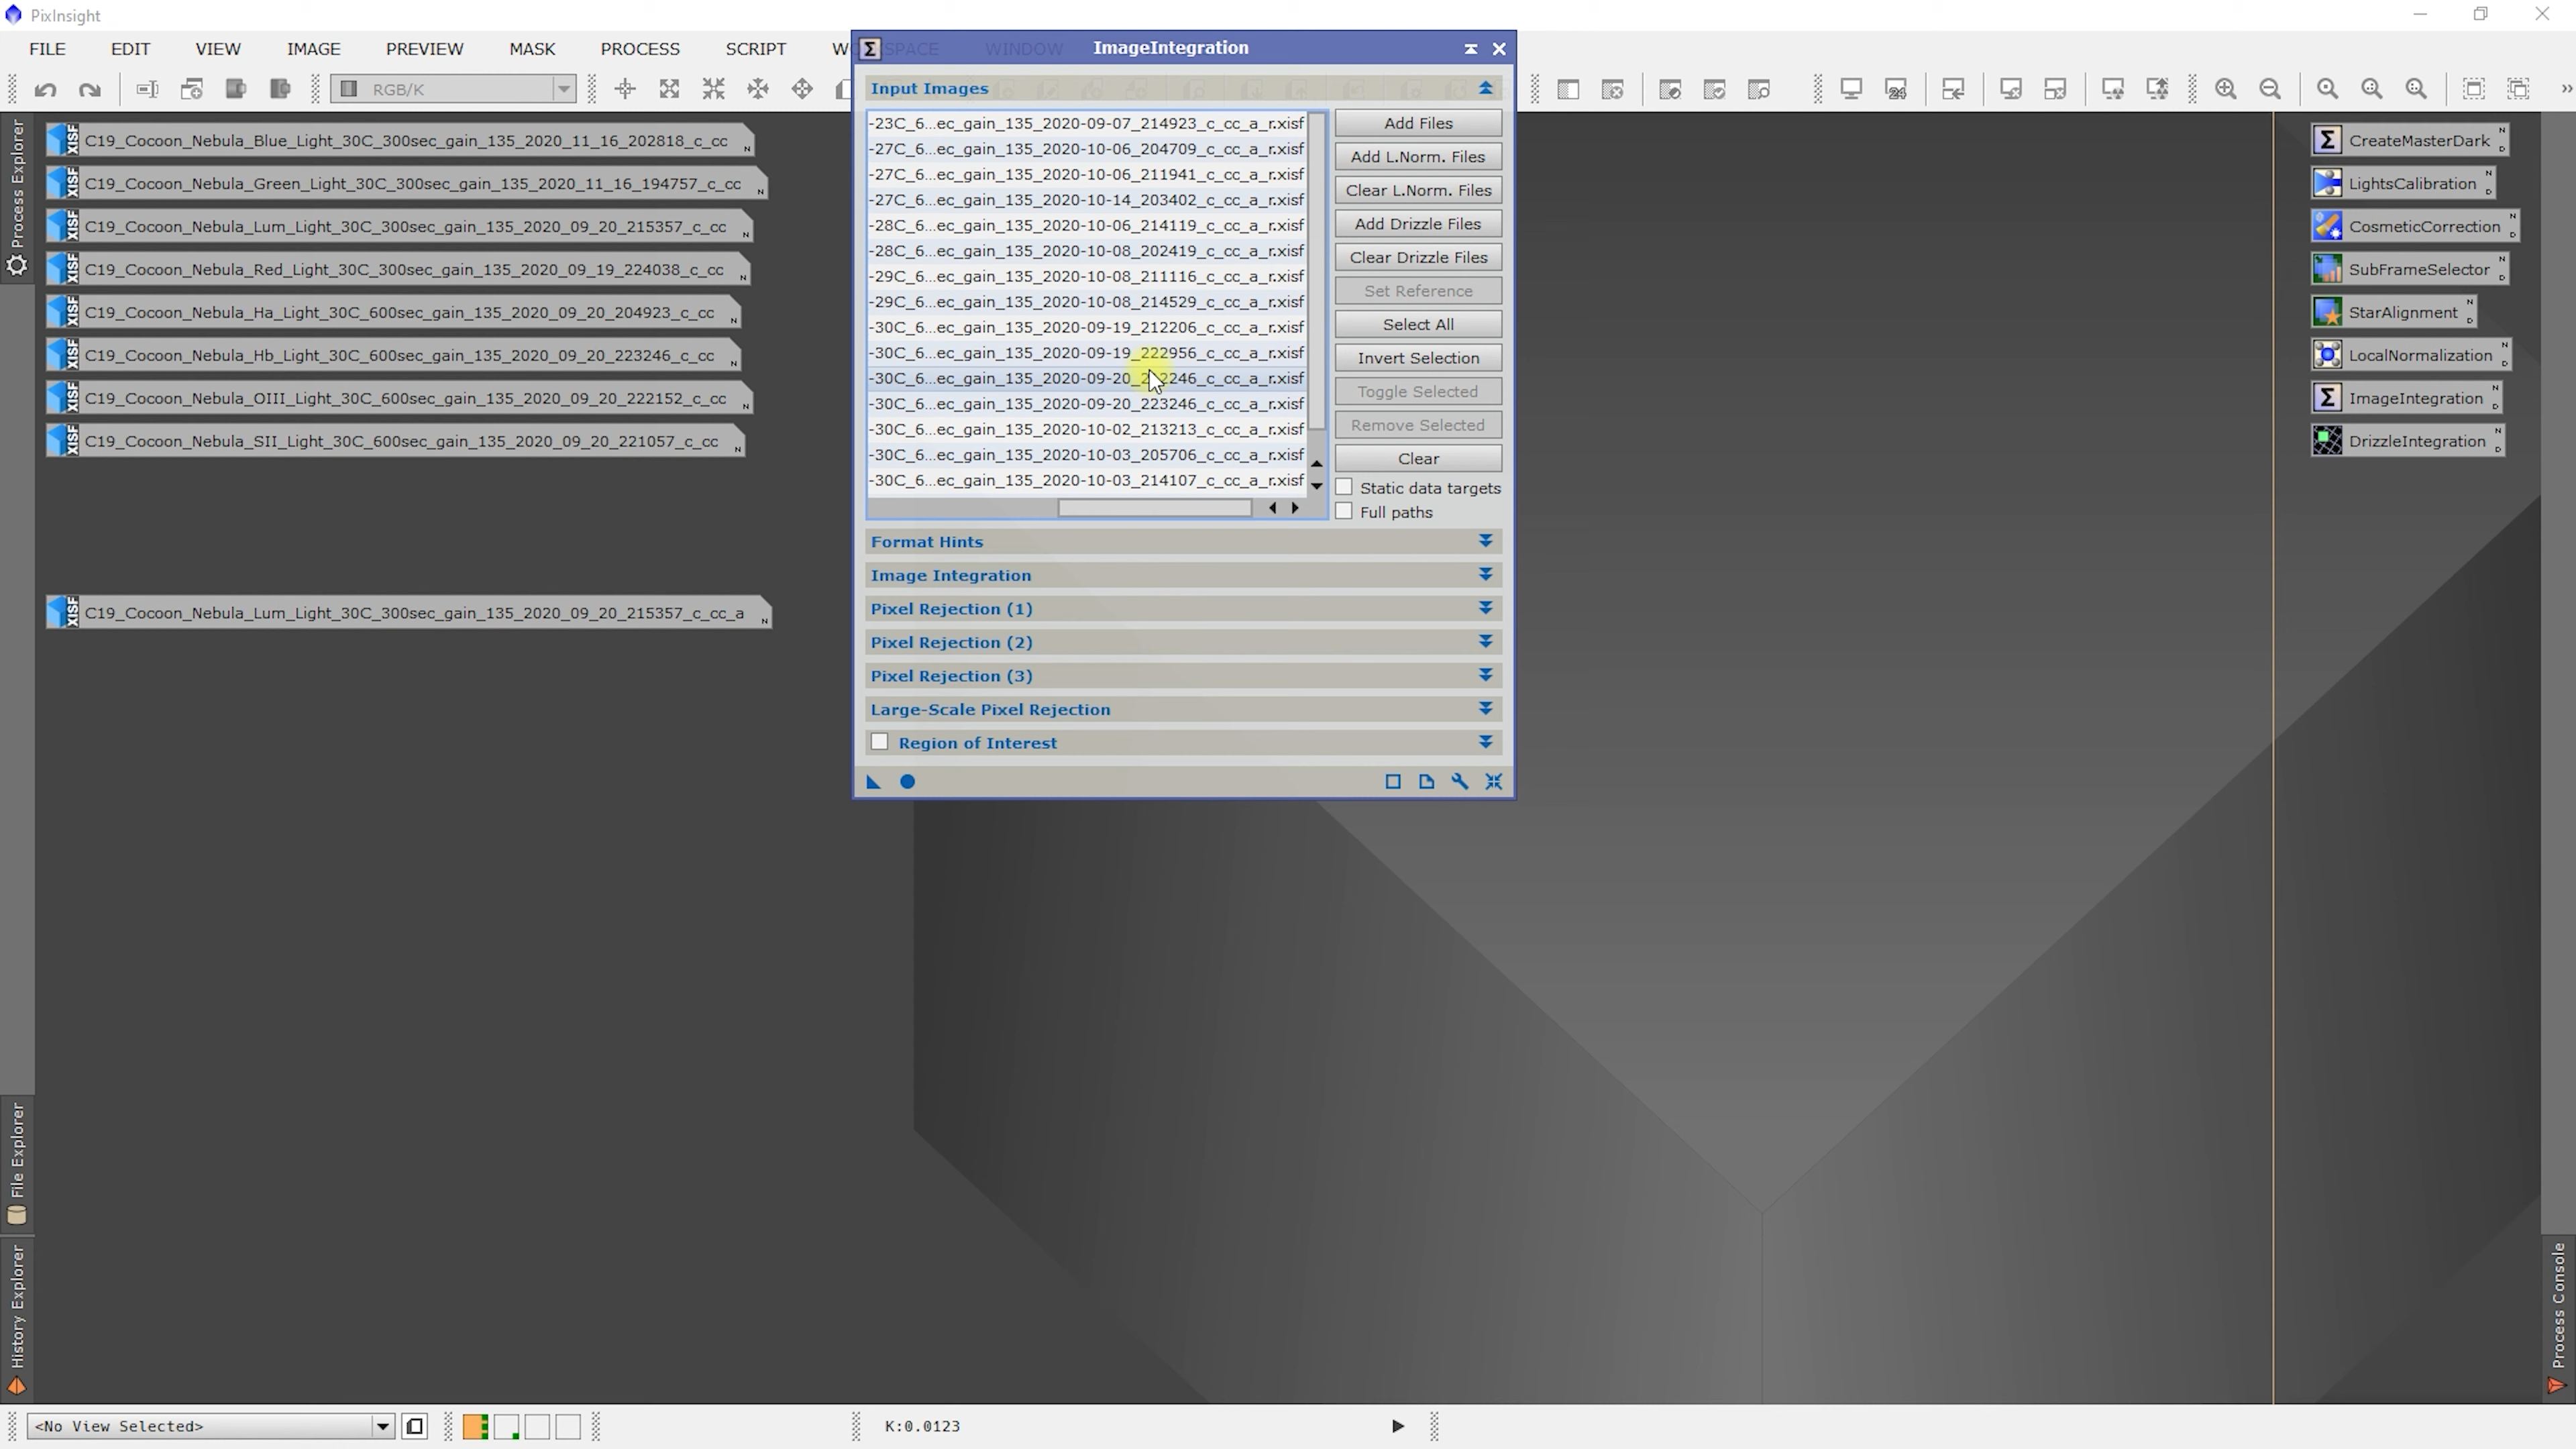 PixInsight
FILE EDIT VIEW IMAGE PREVIEW MASK PROCESS SCRIPT WORKSPACE WINDOW
RGB/K
24
Process Explorer
File Explorer
History Explorer
C19_Cocoon_Nebula_Blue_Light_30C_300sec_gain_135_2020_11_16_202818_c_cc
C19_Cocoon_Nebula_Green_Light_30C_300sec_gain_135_2020_11_16_194757_c_cc
C19_Cocoon_Nebula_Lum_Light_30C_300sec_gain_135_2020_09_20_215357_c_cc
C19_Cocoon_Nebula_Red_Light_30C_300sec_gain_135_2020_09_19_224038_c_cc
C19_Cocoon_Nebula_Ha_Light_30C_600sec_gain_135_2020_09_20_204923_c_cc
C19_Cocoon_Nebula_Hb_Light_30C_600sec_gain_135_2020_09_20_223246_c_cc
C19_Cocoon_Nebula_OIII_Light_30C_600sec_gain_135_2020_09_20_222152_c_cc
C19_Cocoon_Nebula_SII_Light_30C_600sec_gain_135_2020_09_20_221057_c_cc
C19_Cocoon_Nebula_Lum_Light_30C_300sec_gain_135_2020_09_20_215357_c_cc_a
ImageIntegration
Input Images
-23C_6...ec_gain_135_2020-09-07_214923_c_cc_a_r.xisf
-27C_6...ec_gain_135_2020-10-06_204709_c_cc_a_r.xisf
-27C_6...ec_gain_135_2020-10-06_211941_c_cc_a_r.xisf
-27C_6...ec_gain_135_2020-10-14_203402_c_cc_a_r.xisf
-28C_6...ec_gain_135_2020-10-06_214119_c_cc_a_r.xisf
-28C_6...ec_gain_135_2020-10-08_202419_c_cc_a_r.xisf
-29C_6...ec_gain_135_2020-10-08_211116_c_cc_a_r.xisf
-29C_6...ec_gain_135_2020-10-08_214529_c_cc_a_r.xisf
-30C_6...ec_gain_135_2020-09-19_212206_c_cc_a_r.xisf
-30C_6...ec_gain_135_2020-09-19_222956_c_cc_a_r.xisf
-30C_6...ec_gain_135_2020-09-20_212246_c_cc_a_r.xisf
-30C_6...ec_gain_135_2020-09-20_223246_c_cc_a_r.xisf
-30C_6...ec_gain_135_2020-10-02_213213_c_cc_a_r.xisf
-30C_6...ec_gain_135_2020-10-03_205706_c_cc_a_r.xisf
-30C_6...ec_gain_135_2020-10-03_214107_c_cc_a_r.xisf
Add Files
Add L.Norm. Files
Clear L.Norm. Files
Add Drizzle Files
Clear Drizzle Files
Set Reference
Select All
Invert Selection
Toggle Selected
Remove Selected
Clear
Static data targets
Full paths
Format Hints
Image Integration
Pixel Rejection (1)
Pixel Rejection (2)
Pixel Rejection (3)
Large-Scale Pixel Rejection
Region of Interest
CreateMasterDark
LightsCalibration
CosmeticCorrection
SubFrameSelector
StarAlignment
LocalNormalization
ImageIntegration
DrizzleIntegration
Process Console
<No View Selected>
K:0.0123